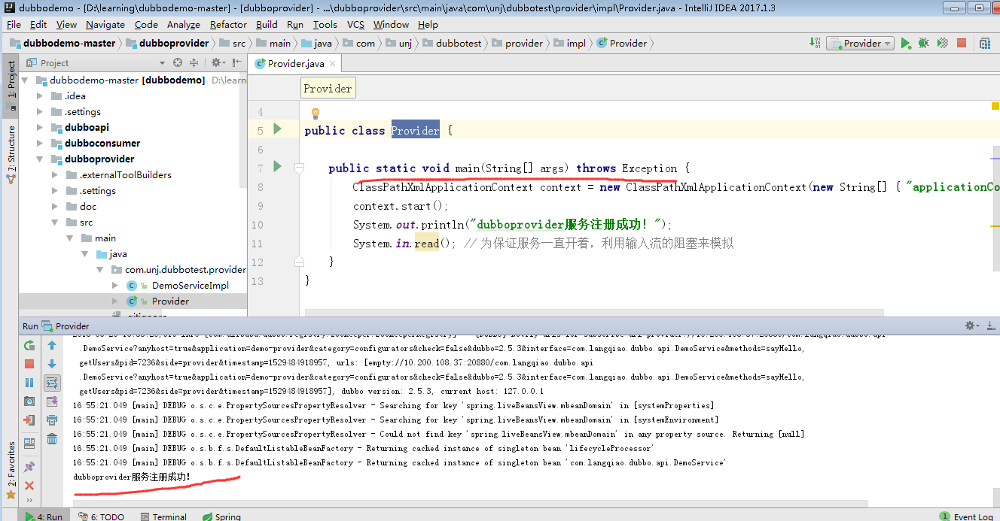 dubbodemo - [D:\learning\dubbodemo-master] - [dubboprovider] - ...\dubboprovider\src\main\java\com\unj\dubbotest\provider\impl\Provider.java - IntelliJ IDEA 2017.1.3
File Edit View Navigate Code Analyze Refactor Build Run Tools VCS Window Help
dubbodemo-master dubboprovider src main java com unj dubbotest provider impl Provider
Provider
Project
Provider.java
1: Project
7: Structure
2: Favorites
dubbodemo-master [dubbodemo] D:\learn
.idea
.settings
dubboapi
dubboconsumer
dubboprovider
.externalToolBuilders
.settings
doc
src
main
java
com.unj.dubbotest.provider
DemoServiceImpl
Provider
Provider
4
5 public class Provider {
6
7 public static void main(String[] args) throws Exception {
8 ClassPathXmlApplicationContext context = new ClassPathXmlApplicationContext(new String[] { "applicationCo
9 context.start();
10 System.out.println("dubboprovider服务注册成功! ");
11 System.in.read(); // 为保证服务一直开着，利用输入流的阻塞来模拟
12 }
13 }
Run Provider
.DemoService?anyhost=true&application=demo-provider&category=configurators&check=false&dubbo=2.5.3&interface=com.langqiao.dubbo.api.DemoService&methods=sayHello,
getUsers&pid=7236&side=provider&timestamp=1529484918957, urls: [empty://10.200.108.37:20880/com.langqiao.dubbo.api
.DemoService?anyhost=true&application=demo-provider&category=configurators&check=false&dubbo=2.5.3&interface=com.langqiao.dubbo.api.DemoService&methods=sayHello,
getUsers&pid=7236&side=provider&timestamp=1529484918957], dubbo version: 2.5.3, current host: 127.0.0.1
16:55:21.049 [main] DEBUG o.s.c.e.PropertySourcesPropertyResolver - Searching for key 'spring.liveBeansView.mbeanDomain' in [systemProperties]
16:55:21.049 [main] DEBUG o.s.c.e.PropertySourcesPropertyResolver - Searching for key 'spring.liveBeansView.mbeanDomain' in [systemEnvironment]
16:55:21.049 [main] DEBUG o.s.c.e.PropertySourcesPropertyResolver - Could not find key 'spring.liveBeansView.mbeanDomain' in any property source. Returning [null]
16:55:21.049 [main] DEBUG o.s.b.f.s.DefaultListableBeanFactory - Returning cached instance of singleton bean 'lifecycleProcessor'
16:55:21.049 [main] DEBUG o.s.b.f.s.DefaultListableBeanFactory - Returning cached instance of singleton bean 'com.langqiao.dubbo.api.DemoService'
dubboprovider服务注册成功!
4: Run 6: TODO Terminal Spring 1 Event Log